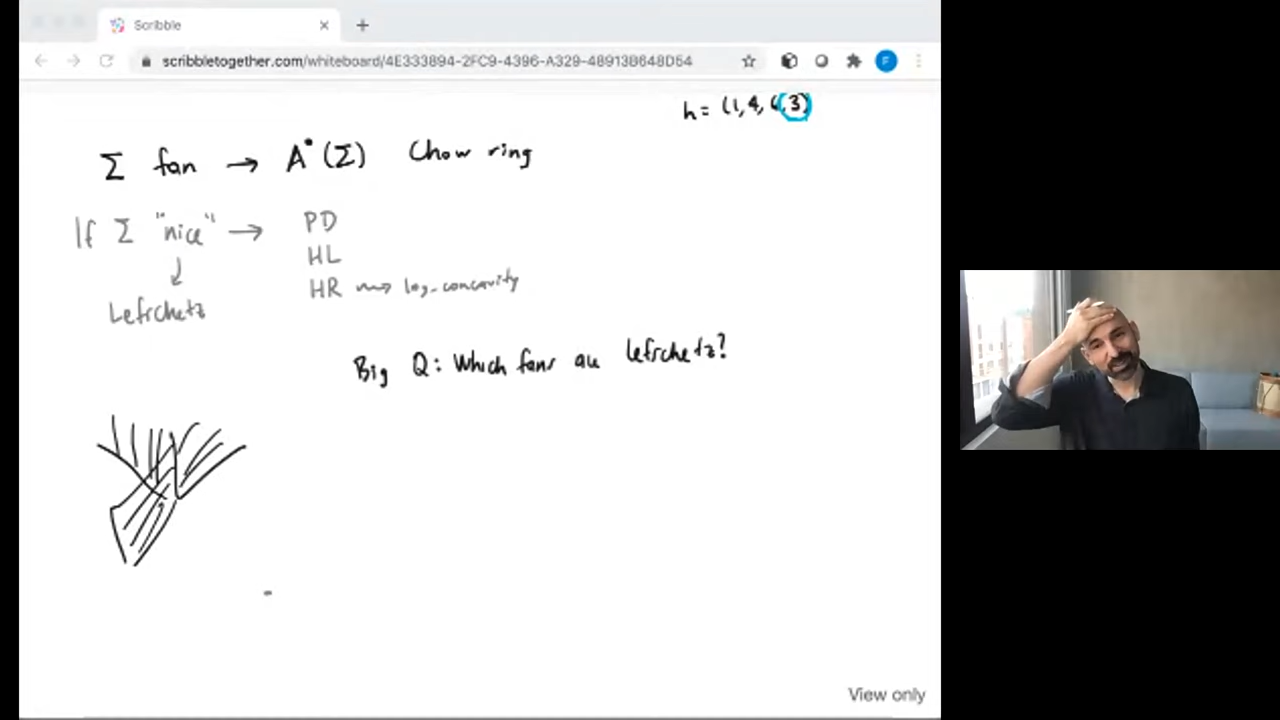 Scribble
scribbletogether.com/whiteboard/4E333894-2FC9-4396-A329-48913B648D54
F
h = (1, 4, 6, 3)
Σ fan → A•(Σ) Chow ring
If Σ "nice" → PD
HL
HR ⇝ log-concavity
Lefschetz
Big Q: Which fans are Lefschetz?
View only